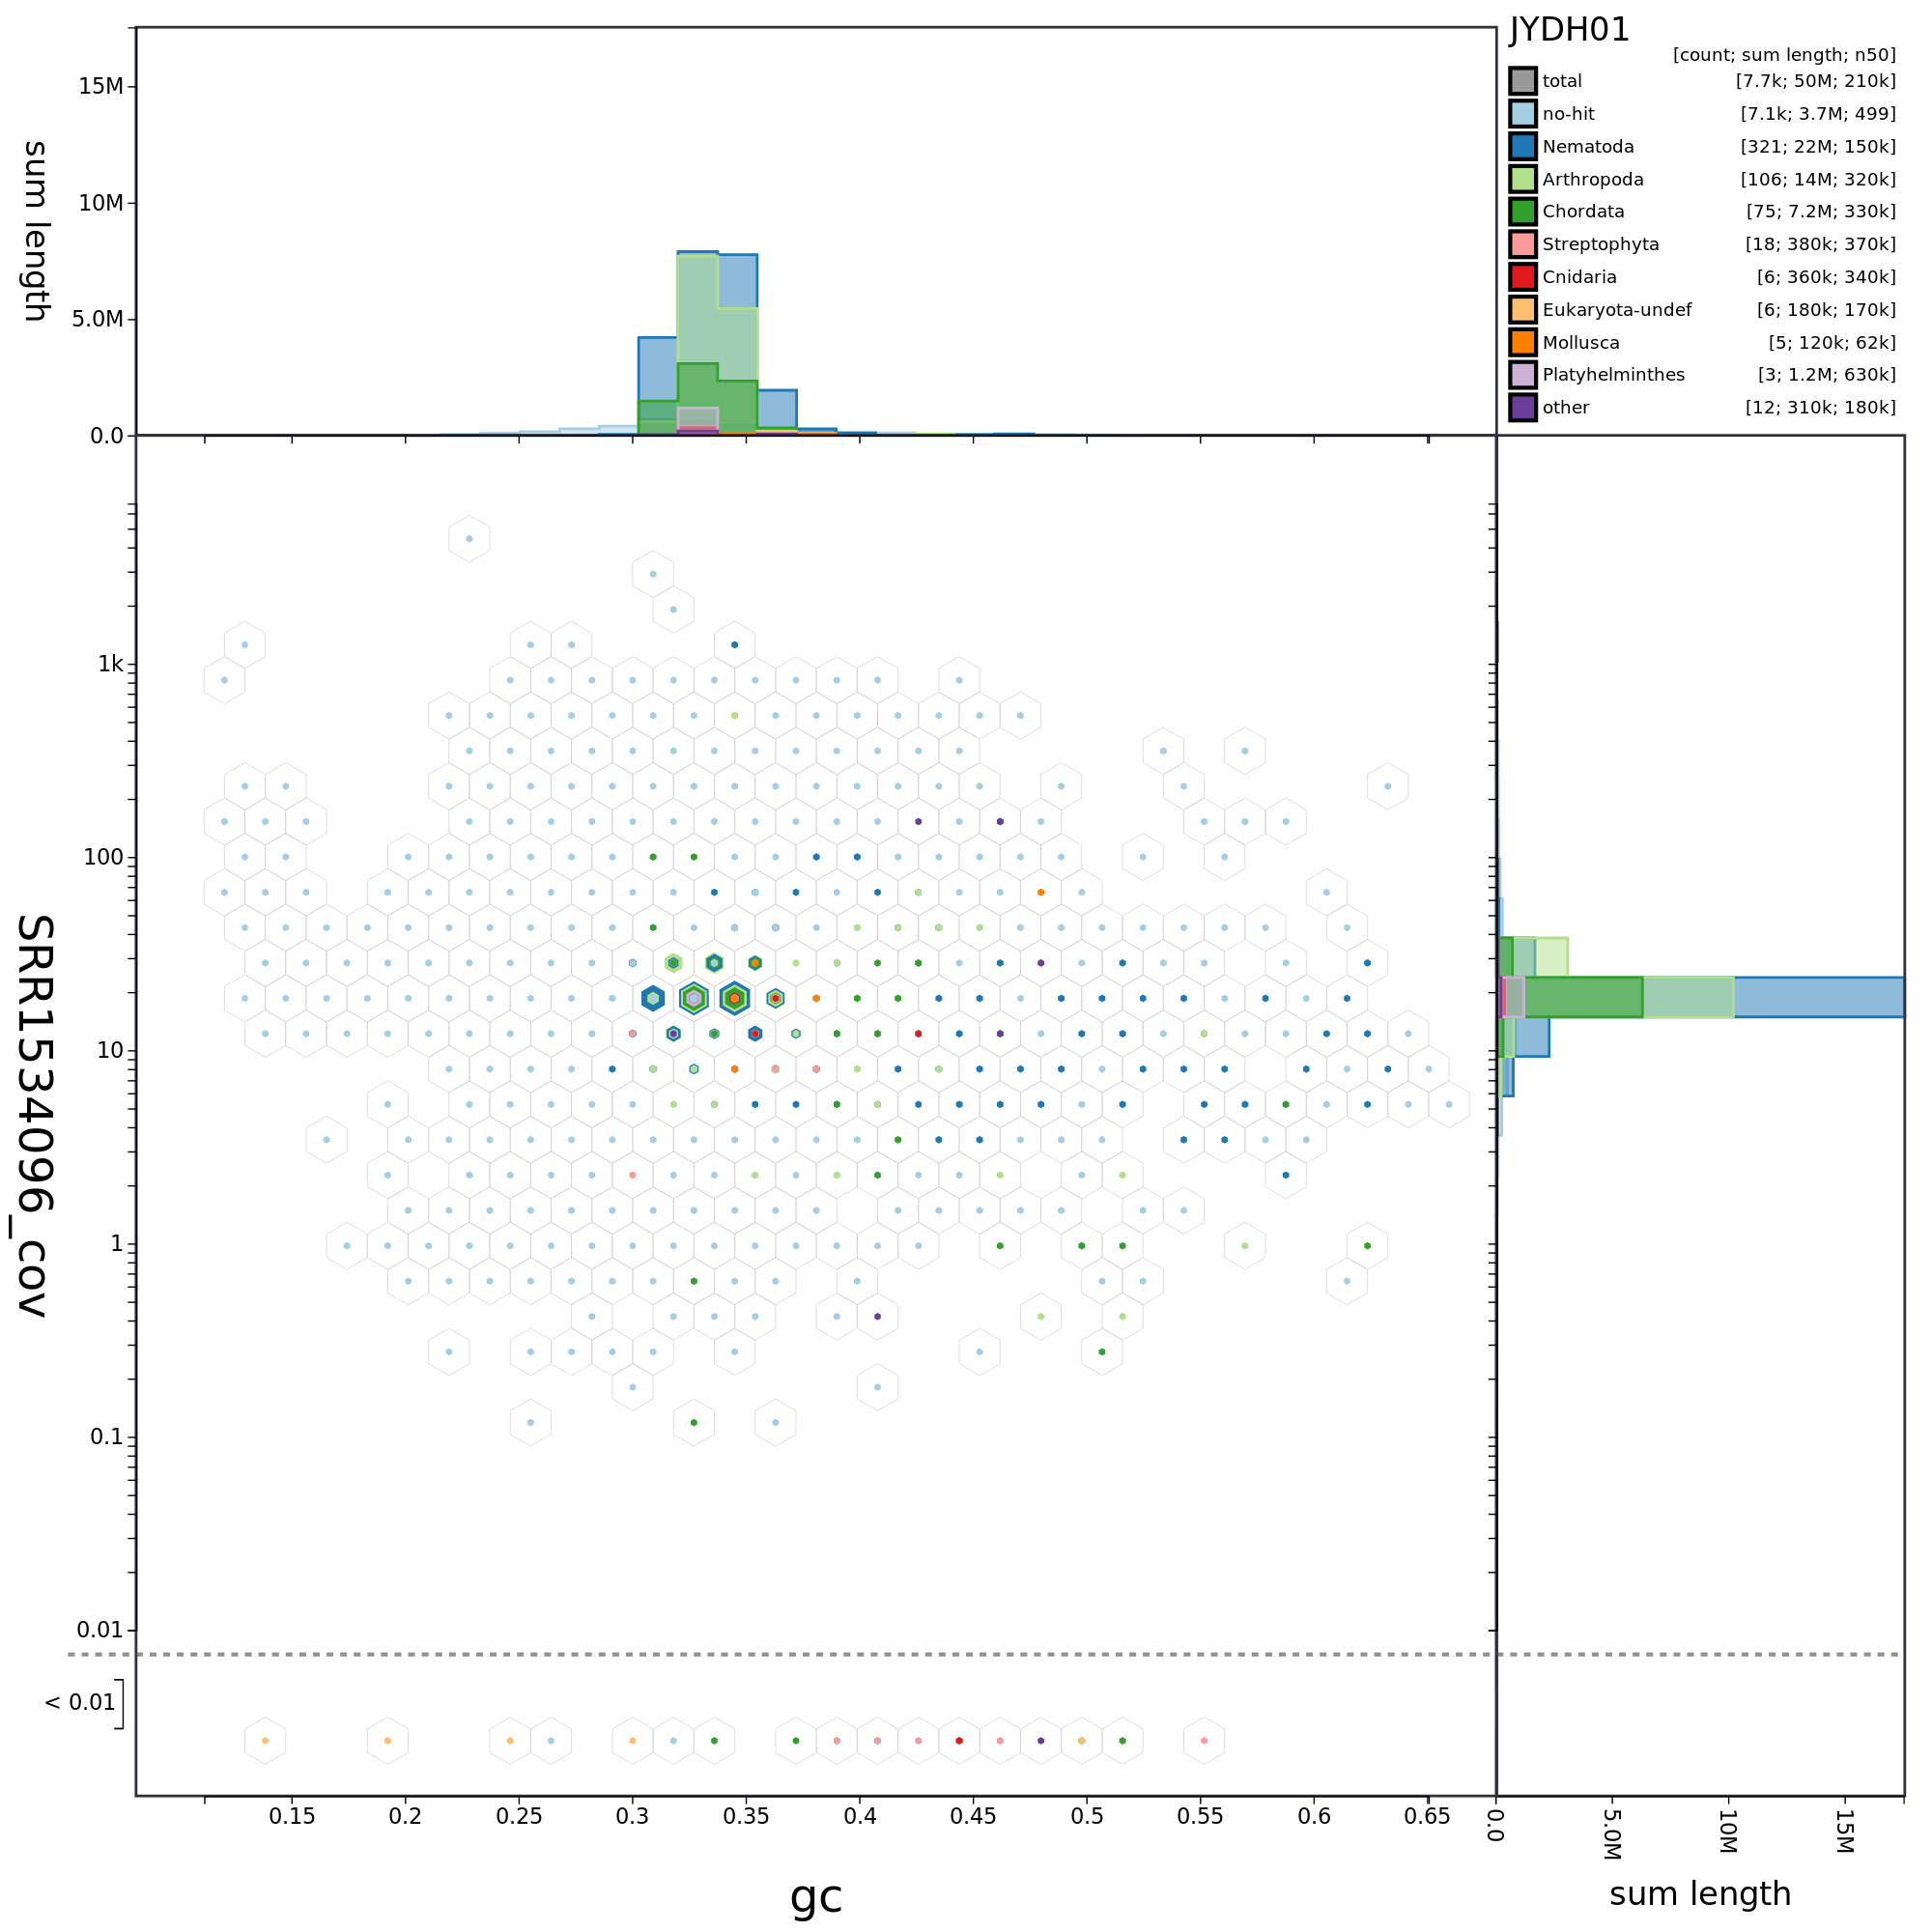 JYDH01
[count; sum length; n50]
total [7.7k; 50M; 210k]
no-hit [7.1k; 3.7M; 499]
Nematoda [321; 22M; 150k]
Arthropoda [106; 14M; 320k]
Chordata [75; 7.2M; 330k]
Streptophyta [18; 380k; 370k]
Cnidaria [6; 360k; 340k]
Eukaryota-undef [6; 180k; 170k]
Mollusca [5; 120k; 62k]
Platyhelminthes [3; 1.2M; 630k]
other [12; 310k; 180k]
sum length
15M
10M
5.0M
0.0
SRR1534096_cov
1k
100
10
1
0.1
0.01
< 0.01
0.15 0.2 0.25 0.3 0.35 0.4 0.45 0.5 0.55 0.6 0.65
gc
0.0 5.0M 10M 15M
sum length